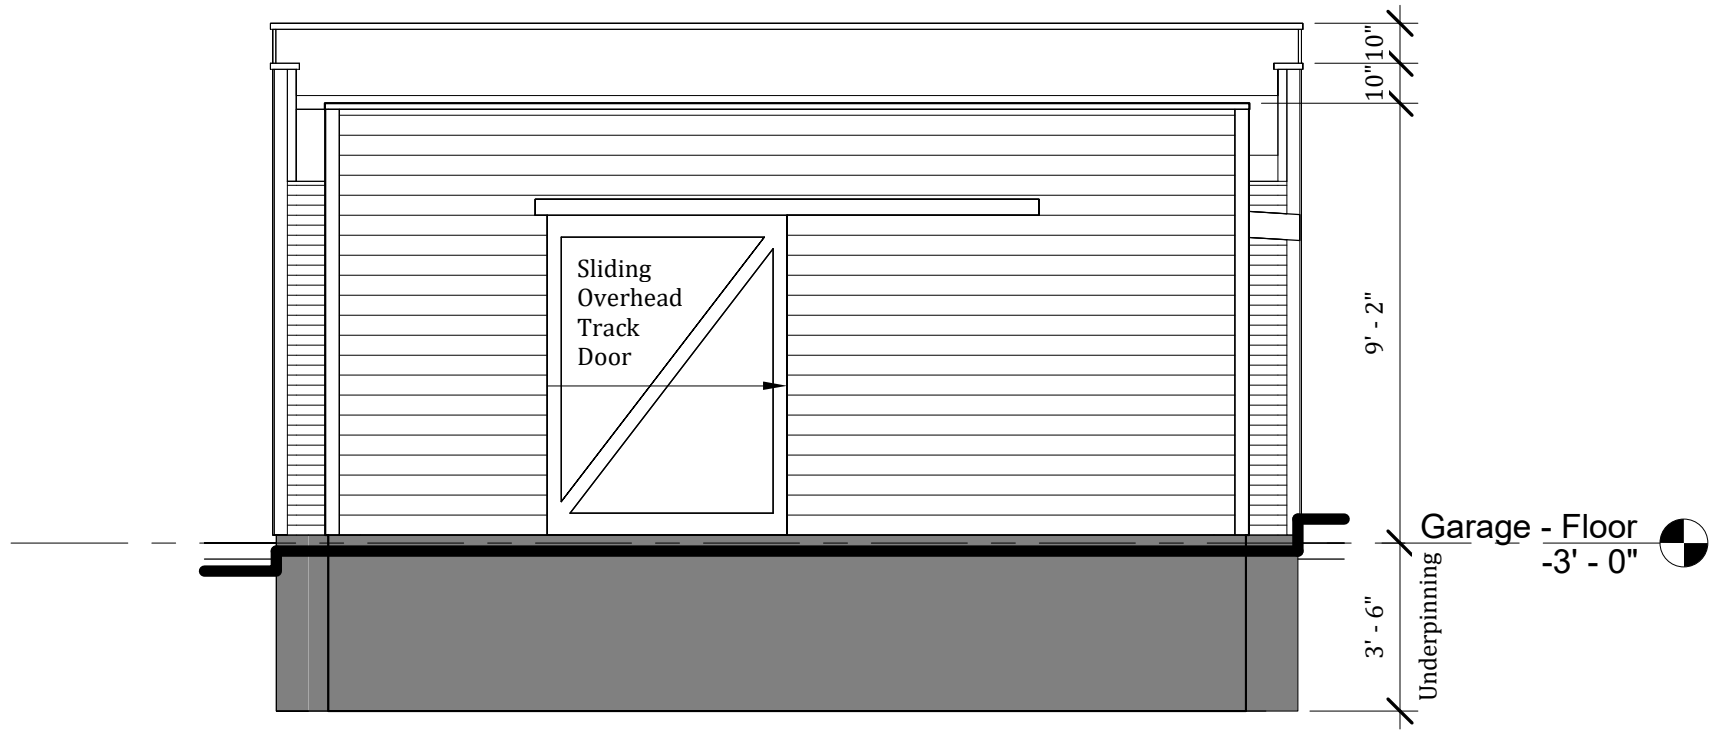 10"
10"
Sliding
Overhead
Track
Door
9' - 2"
Garage - Floor
-3' - 0"
3' - 6"
Underpinning